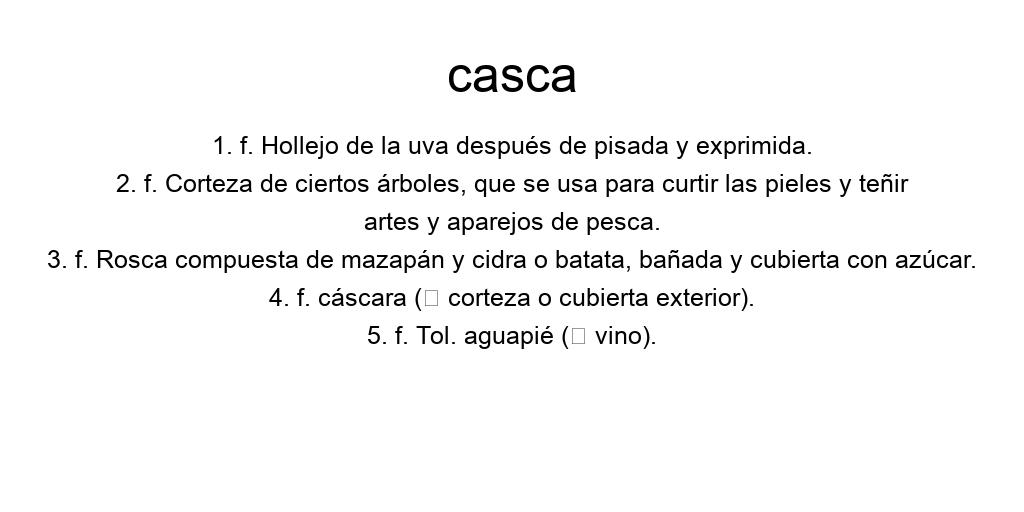 casca
1. f. Hollejo de la uva después de pisada y exprimida.
2. f. Corteza de ciertos árboles, que se usa para curtir las pieles y teñir
artes y aparejos de pesca.
3. f. Rosca compuesta de mazapán y cidra o batata, bañada y cubierta con azúcar.
4. f. cáscara (□ corteza o cubierta exterior).
5. f. Tol. aguapié (□ vino).